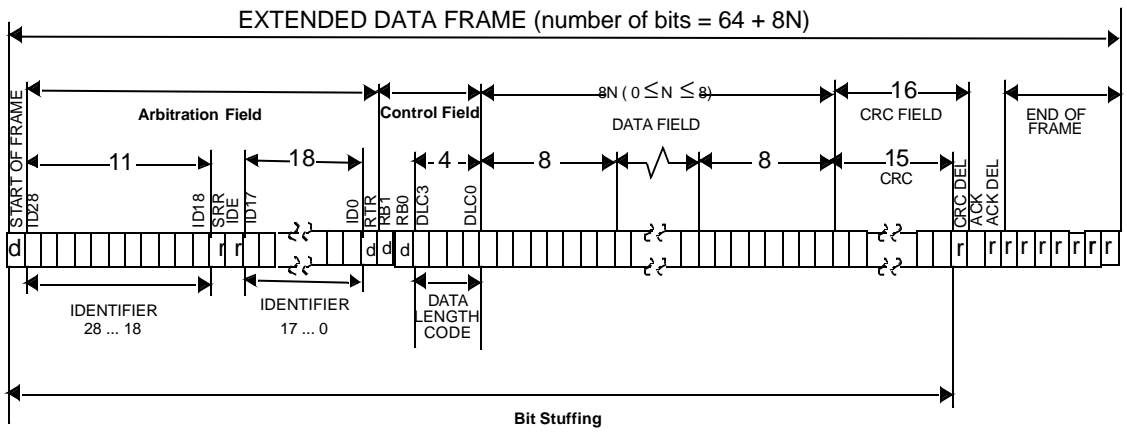 EXTENDED DATA FRAME (number of bits = 64 + 8N)
8N ( 0 ≤ N ≤ 8)
16
Arbitration Field
Control Field
DATA FIELD
CRC FIELD
END OF
FRAME
11
18
4
8
8
15
CRC
START OF FRAME
ID28
ID18
SRR
IDE
ID17
ID0
RTR
RB1
RB0
DLC3
DLC0
CRC DEL
ACK
ACK DEL
d r r d d d r r r r r r r r r
IDENTIFIER
28 ... 18
IDENTIFIER
17 ... 0
DATA
LENGTH
CODE
Bit Stuffing